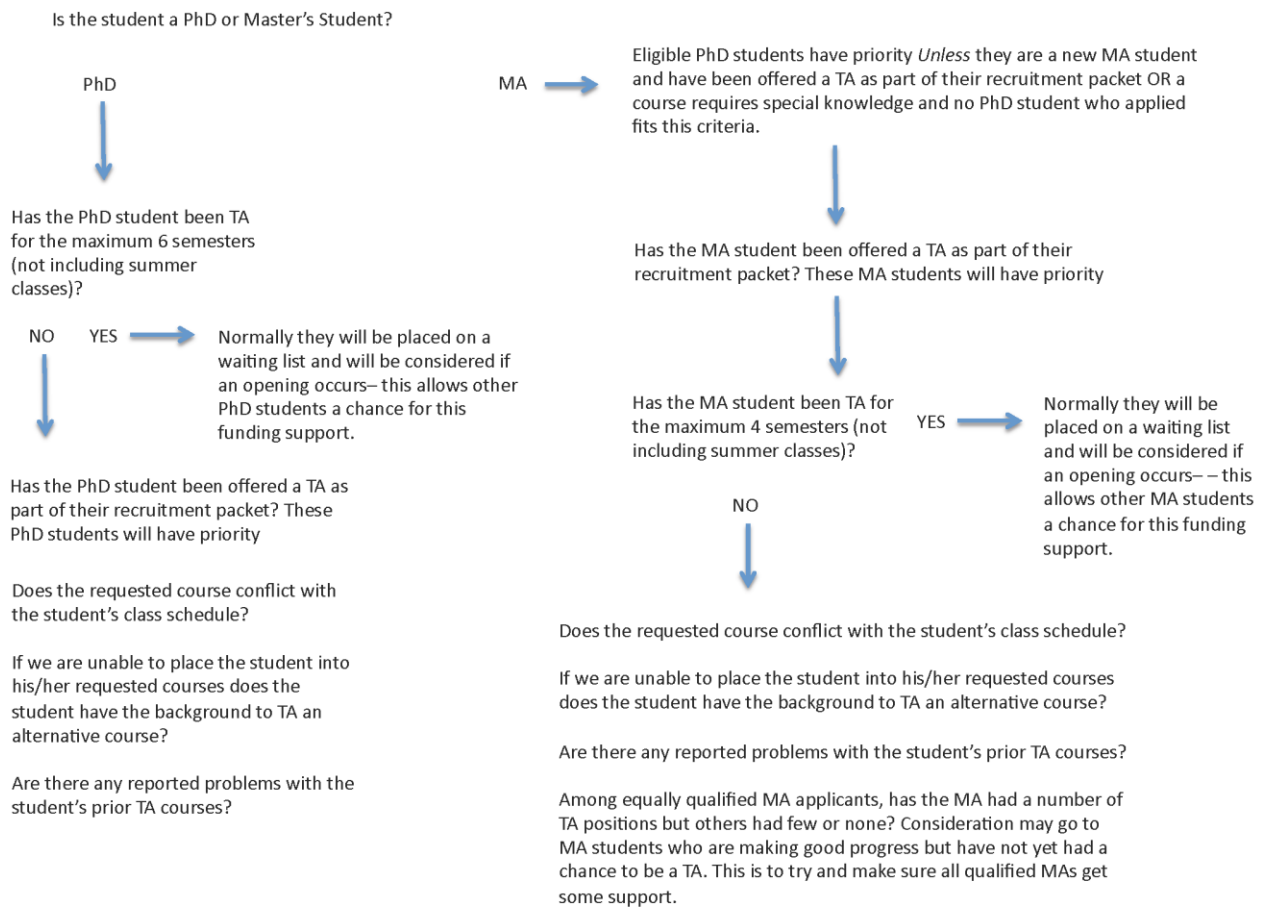 Is the student a PhD or Master’s Student?
PhD
Has the PhD student been TA
for the maximum 6 semesters
(not including summer
classes)?
NO
YES
Normally they will be placed on a
waiting list and will be considered if
an opening occurs– this allows other
PhD students a chance for this
funding support.
Has the PhD student been offered a TA as
part of their recruitment packet? These
PhD students will have priority
Does the requested course conflict with
the student’s class schedule?
If we are unable to place the student into
his/her requested courses does the
student have the background to TA an
alternative course?
Are there any reported problems with the
student’s prior TA courses?
MA
Eligible PhD students have priority Unless they are a new MA student
and have been offered a TA as part of their recruitment packet OR a
course requires special knowledge and no PhD student who applied
fits this criteria.
Has the MA student been offered a TA as part of their
recruitment packet? These MA students will have priority
Has the MA student been TA for
the maximum 4 semesters (not
including summer classes)?
YES
Normally they will be
placed on a waiting list
and will be considered if
an opening occurs– – this
allows other MA students
a chance for this funding
support.
NO
Does the requested course conflict with the student’s class schedule?
If we are unable to place the student into his/her requested courses
does the student have the background to TA an alternative course?
Are there any reported problems with the student’s prior TA courses?
Among equally qualified MA applicants, has the MA had a number of
TA positions but others had few or none? Consideration may go to
MA students who are making good progress but have not yet had a
chance to be a TA. This is to try and make sure all qualified MAs get
some support.